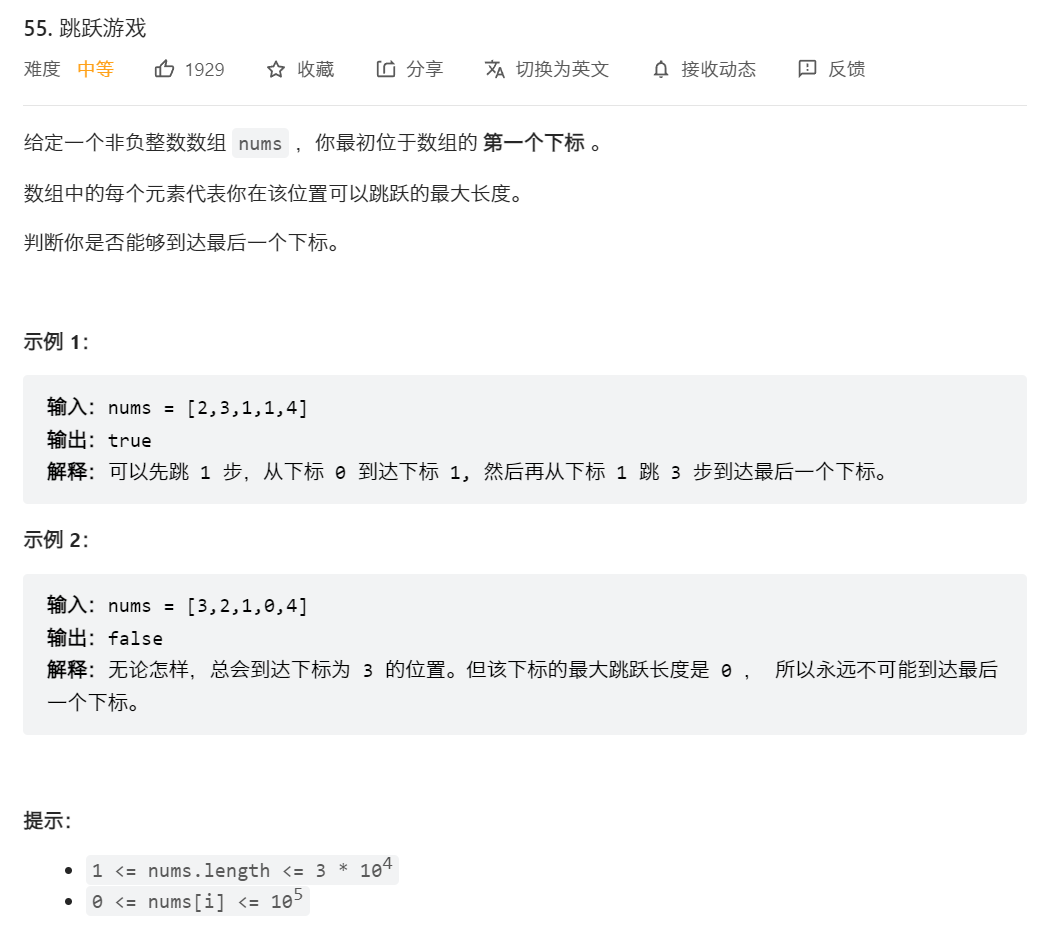 55. 跳跃游戏
难度 中等 1929 收藏 分享 切换为英文 接收动态 反馈
给定一个非负整数数组 nums ，你最初位于数组的 第一个下标 。
数组中的每个元素代表你在该位置可以跳跃的最大长度。
判断你是否能够到达最后一个下标。
示例 1：
输入：nums = [2,3,1,1,4]
输出：true
解释：可以先跳 1 步，从下标 0 到达下标 1, 然后再从下标 1 跳 3 步到达最后一个下标。
示例 2：
输入：nums = [3,2,1,0,4]
输出：false
解释：无论怎样，总会到达下标为 3 的位置。但该下标的最大跳跃长度是 0 ， 所以永远不可能到达最后
一个下标。
提示：
• 1 <= nums.length <= 3 * 10⁴
• 0 <= nums[i] <= 10⁵